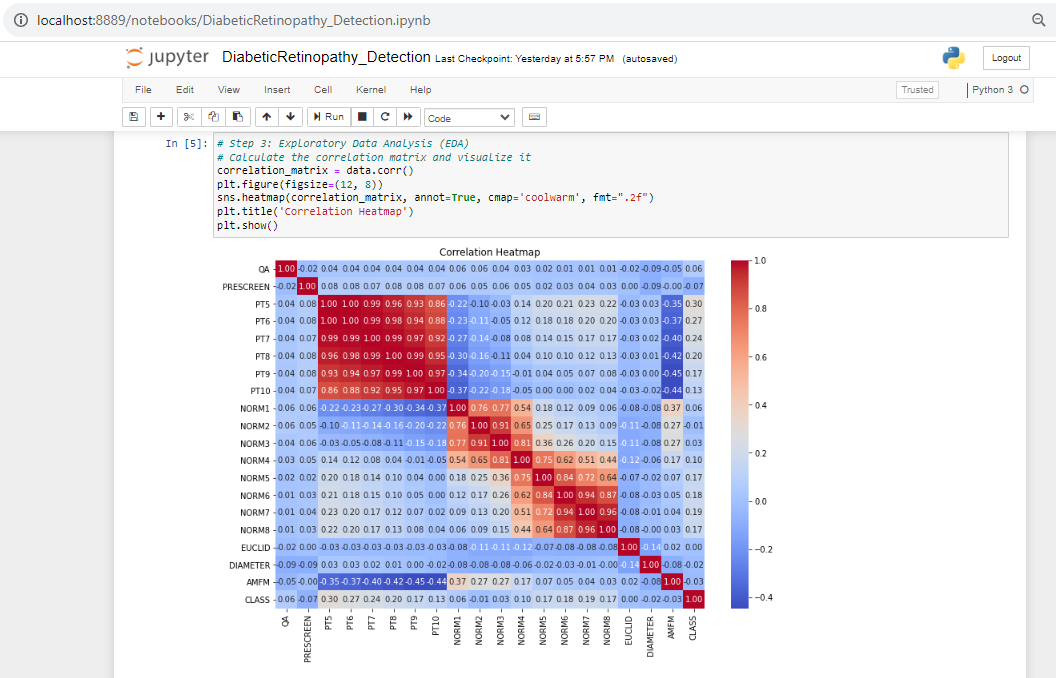 localhost:8889/notebooks/DiabeticRetinopathy_Detection.ipynb
jupyter DiabeticRetinopathy_Detection Last Checkpoint: Yesterday at 5:57 PM (autosaved)
Logout
File Edit View Insert Cell Kernel Help
Trusted
Python 3
Run
Code
In [5]:
# Step 3: Exploratory Data Analysis (EDA)
# Calculate the correlation matrix and visualize it
correlation_matrix = data.corr()
plt.figure(figsize=(12, 8))
sns.heatmap(correlation_matrix, annot=True, cmap='coolwarm', fmt=".2f")
plt.title('Correlation Heatmap')
plt.show()
Correlation Heatmap
QA 1.00 -0.02 0.04 0.04 0.04 0.04 0.04 0.04 0.06 0.06 0.04 0.03 0.02 0.01 0.01 0.01 -0.02 -0.09 -0.05 0.06
PRESCREEN -0.02 1.00 0.08 0.08 0.07 0.08 0.08 0.07 0.06 0.05 0.06 0.05 0.02 0.03 0.04 0.03 0.00 -0.09 -0.00 -0.07
PT5 0.04 0.08 1.00 1.00 0.99 0.96 0.93 0.86 -0.22 -0.10 -0.03 0.14 0.20 0.21 0.23 0.22 -0.03 0.03 -0.35 0.30
PT6 0.04 0.08 1.00 1.00 0.99 0.98 0.94 0.88 -0.23 -0.11 -0.05 0.12 0.18 0.18 0.20 0.20 -0.03 0.03 -0.37 0.27
PT7 0.04 0.07 0.99 0.99 1.00 0.99 0.97 0.92 -0.27 -0.14 -0.08 0.08 0.14 0.15 0.17 0.17 -0.03 0.02 -0.40 0.24
PT8 0.04 0.08 0.96 0.98 0.99 1.00 0.99 0.95 -0.30 -0.16 -0.11 0.04 0.10 0.10 0.12 0.13 -0.03 0.01 -0.42 0.20
PT9 0.04 0.08 0.93 0.94 0.97 0.99 1.00 0.97 -0.34 -0.20 -0.15 -0.01 0.04 0.05 0.07 0.08 -0.03 0.00 -0.45 0.17
PT10 0.04 0.07 0.86 0.88 0.92 0.95 0.97 1.00 -0.37 -0.22 -0.18 -0.05 0.00 0.00 0.02 0.04 -0.03 -0.02 -0.44 0.13
NORM1 0.06 0.06 -0.22 -0.23 -0.27 -0.30 -0.34 -0.37 1.00 0.76 0.77 0.54 0.18 0.12 0.09 0.06 -0.08 -0.08 0.37 0.06
NORM2 0.06 0.05 -0.10 -0.11 -0.14 -0.16 -0.20 -0.22 0.76 1.00 0.91 0.65 0.25 0.17 0.13 0.09 -0.11 -0.08 0.27 -0.01
NORM3 0.04 0.06 -0.03 -0.05 -0.08 -0.11 -0.15 -0.18 0.77 0.91 1.00 0.81 0.36 0.26 0.20 0.15 -0.11 -0.08 0.27 0.03
NORM4 0.03 0.05 0.14 0.12 0.08 0.04 -0.01 -0.05 0.54 0.65 0.81 1.00 0.75 0.62 0.51 0.44 -0.12 -0.06 0.17 0.10
NORM5 0.02 0.02 0.20 0.18 0.14 0.10 0.04 0.00 0.18 0.25 0.36 0.75 1.00 0.84 0.72 0.64 -0.07 -0.02 0.07 0.17
NORM6 0.01 0.03 0.21 0.18 0.15 0.10 0.05 0.00 0.12 0.17 0.26 0.62 0.84 1.00 0.94 0.87 -0.08 -0.03 0.05 0.18
NORM7 0.01 0.04 0.23 0.20 0.17 0.12 0.07 0.02 0.09 0.13 0.20 0.51 0.72 0.94 1.00 0.96 -0.08 -0.01 0.04 0.19
NORM8 0.01 0.03 0.22 0.20 0.17 0.13 0.08 0.04 0.06 0.09 0.15 0.44 0.64 0.87 0.96 1.00 -0.08 -0.00 0.03 0.17
EUCLID -0.02 0.00 -0.03 -0.03 -0.03 -0.03 -0.03 -0.03 -0.08 -0.11 -0.11 -0.12 -0.07 -0.08 -0.08 -0.08 1.00 -0.14 0.02 0.00
DIAMETER -0.09 -0.09 0.03 0.03 0.02 0.01 0.00 -0.02 -0.08 -0.08 -0.08 -0.06 -0.02 -0.03 -0.01 -0.00 -0.14 1.00 -0.08 -0.02
AMFM -0.05 -0.00 -0.35 -0.37 -0.40 -0.42 -0.45 -0.44 0.37 0.27 0.27 0.17 0.07 0.05 0.04 0.03 0.02 -0.08 1.00 -0.03
CLASS 0.06 -0.07 0.30 0.27 0.24 0.20 0.17 0.13 0.06 -0.01 0.03 0.10 0.17 0.18 0.19 0.17 0.00 -0.02 -0.03 1.00
QA PRESCREEN PT5 PT6 PT7 PT8 PT9 PT10 NORM1 NORM2 NORM3 NORM4 NORM5 NORM6 NORM7 NORM8 EUCLID DIAMETER AMFM CLASS
1.0
0.8
0.6
0.4
0.2
0.0
-0.2
-0.4